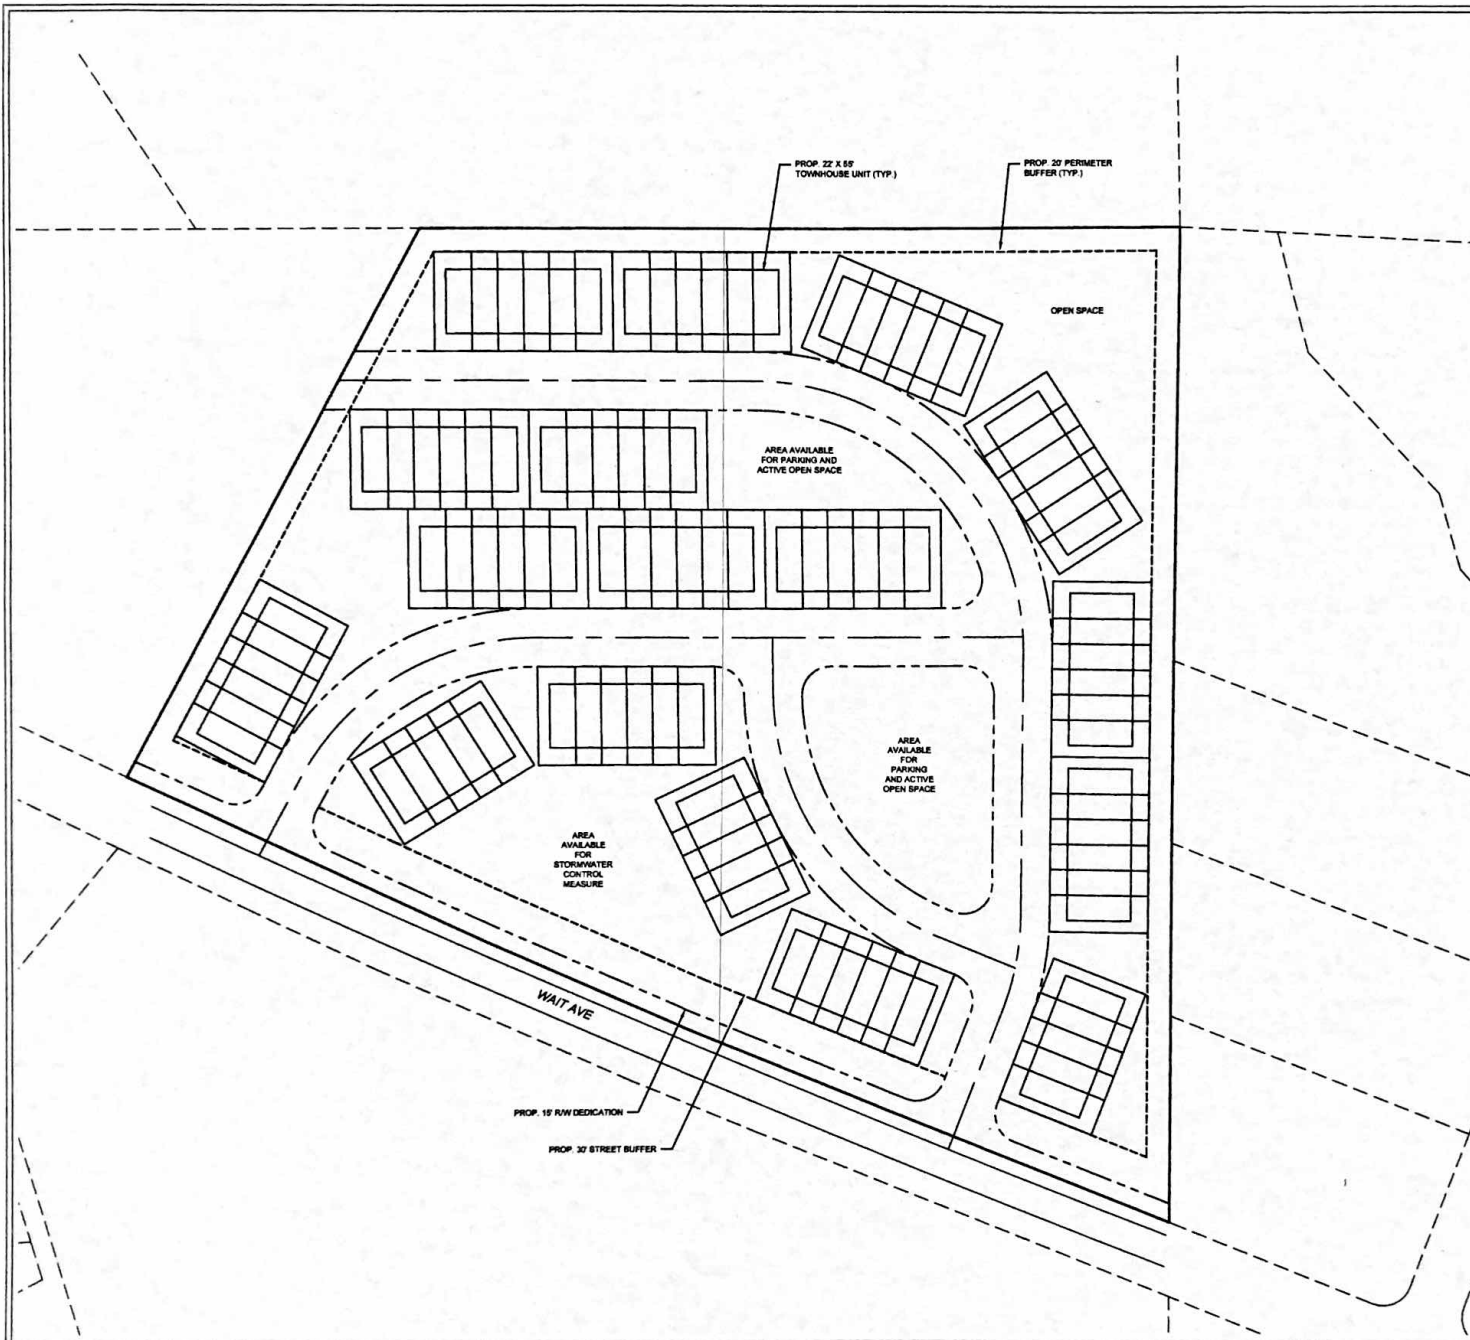 PROP. 22' X 55'
TOWNHOUSE UNIT (TYP.)
PROP. 20' PERIMETER
BUFFER (TYP.)
OPEN SPACE
AREA AVAILABLE
FOR PARKING AND
ACTIVE OPEN SPACE
AREA
AVAILABLE
FOR
PARKING
AND ACTIVE
OPEN SPACE
AREA
AVAILABLE
FOR
STORMWATER
CONTROL
MEASURE
WAIT AVE
PROP. 15' R/W DEDICATION
PROP. 30' STREET BUFFER